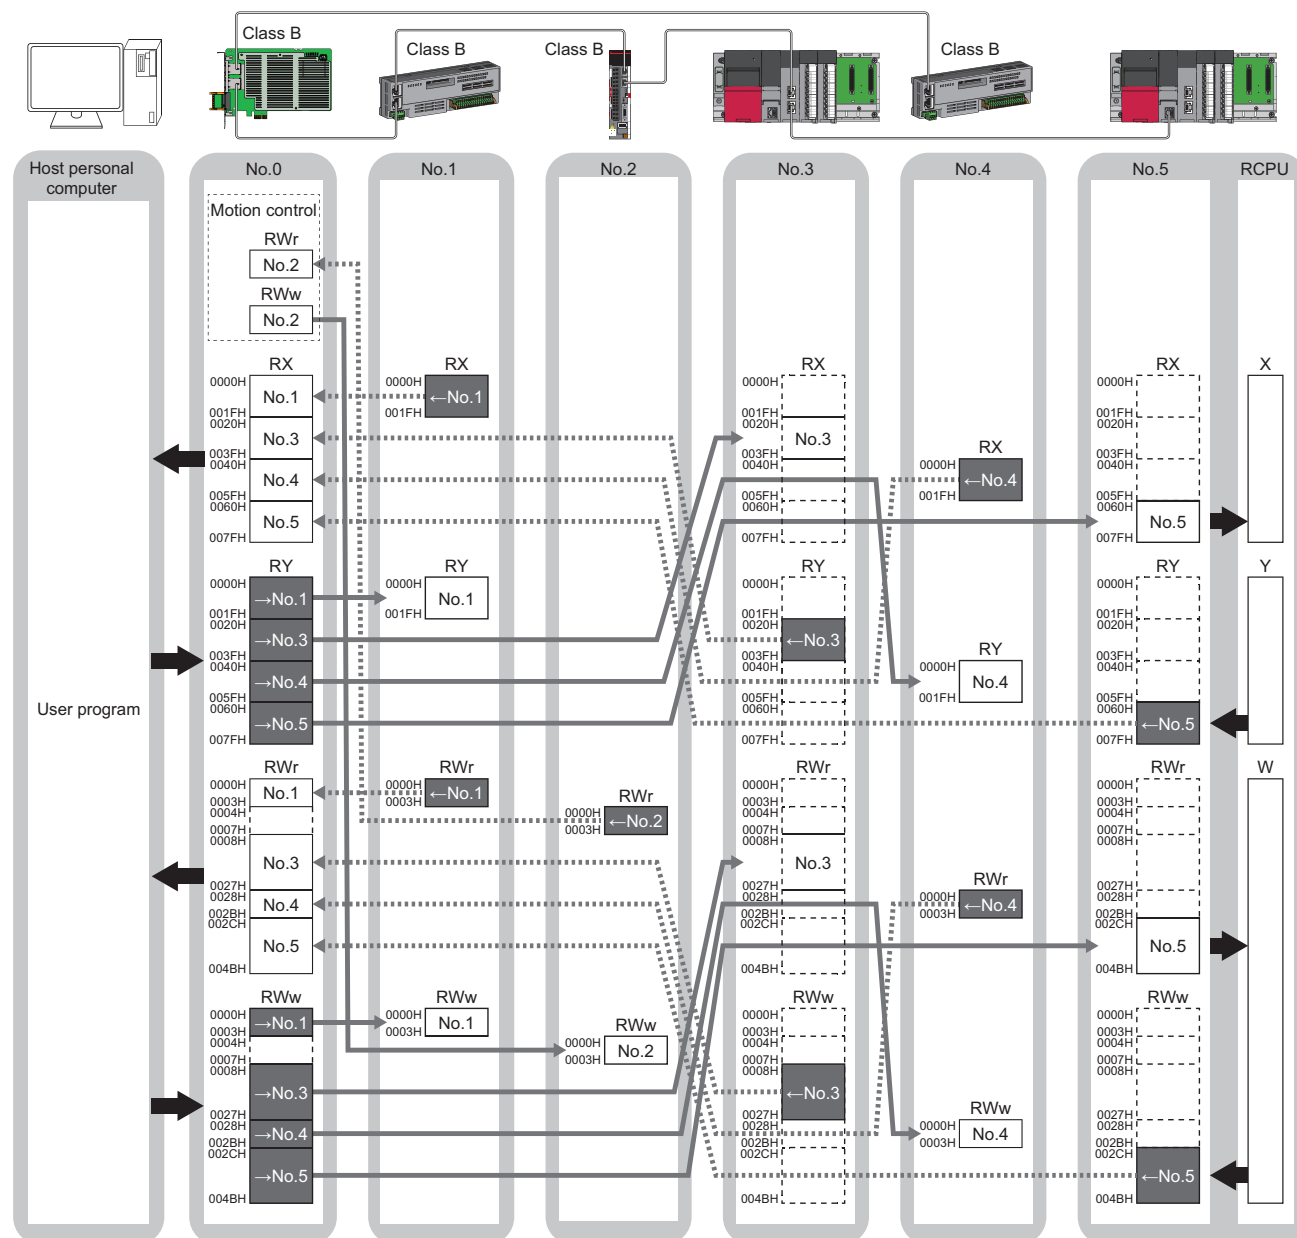 Class B
Class B
Class B
Class B
Host personal
computer
No.0
No.1
No.2
No.3
No.4
No.5
RCPU
User program
Motion control
RWr
No.2
RWw
No.2
RX
0000H
No.1
001FH
0020H
No.3
003FH
0040H
No.4
005FH
0060H
No.5
007FH
RY
0000H
→No.1
001FH
0020H
→No.3
003FH
0040H
→No.4
005FH
0060H
→No.5
007FH
RWr
0000H
No.1
0003H
0004H
0007H
0008H
No.3
0027H
0028H
No.4
002BH
002CH
No.5
004BH
RWw
0000H
→No.1
0003H
0004H
0007H
0008H
→No.3
0027H
0028H
→No.4
002BH
002CH
→No.5
004BH
RX
0000H
←No.1
001FH
RY
0000H
No.1
001FH
RWr
0000H
←No.1
0003H
RWw
0000H
No.1
0003H
RWr
0000H
←No.2
0003H
RWw
0000H
No.2
0003H
RX
0000H
001FH
0020H
No.3
003FH
0040H
005FH
0060H
007FH
RY
0000H
001FH
0020H
←No.3
003FH
0040H
005FH
0060H
007FH
RWr
0000H
0003H
0004H
0007H
0008H
No.3
0027H
0028H
002BH
002CH
004BH
RWw
0000H
0003H
0004H
0007H
0008H
←No.3
0027H
0028H
002BH
002CH
004BH
RX
0000H
←No.4
001FH
RY
0000H
No.4
001FH
RWr
0000H
←No.4
0003H
RWw
0000H
No.4
0003H
RX
0000H
001FH
0020H
003FH
0040H
005FH
0060H
No.5
007FH
RY
0000H
001FH
0020H
003FH
0040H
005FH
0060H
←No.5
007FH
RWr
0000H
0003H
0004H
0007H
0008H
0027H
0028H
002BH
002CH
No.5
004BH
RWw
0000H
0003H
0004H
0007H
0008H
0027H
0028H
002BH
002CH
←No.5
004BH
X
Y
W